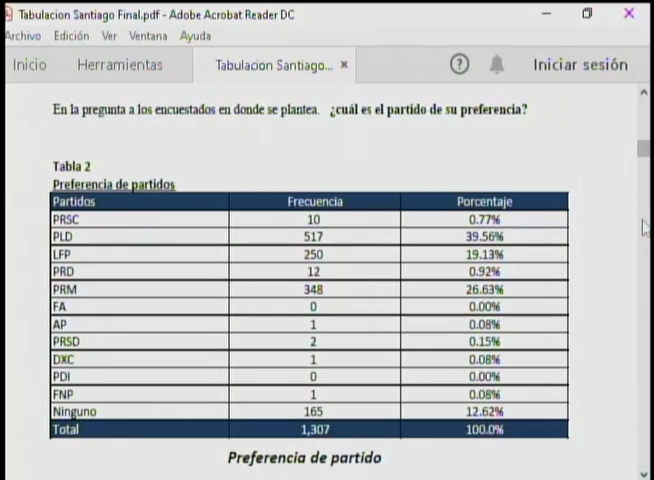 Tabulacion Santiago Final.pdf - Adobe Acrobat Reader DC
Archivo Edición Ver Ventana Ayuda
Inicio Herramientas Tabulacion Santiago... × ? Iniciar sesión
En la pregunta a los encuestados en donde se plantea. ¿cuál es el partido de su preferencia?
Tabla 2
Preferencia de partidos
Partidos Frecuencia Porcentaje
PRSC 10 0.77%
PLD 517 39.56%
LFP 250 19.13%
PRD 12 0.92%
PRM 348 26.63%
FA 0 0.00%
AP 1 0.08%
PRSD 2 0.15%
DXC 1 0.08%
PDI 0 0.00%
FNP 1 0.08%
Ninguno 165 12.62%
Total 1,307 100.0%
Preferencia de partido